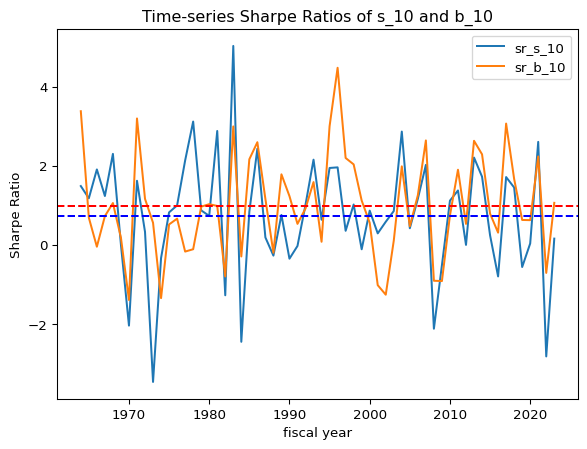 Time-series Sharpe Ratios of s_10 and b_10
sr_s_10
sr_b_10
Sharpe Ratio
4
2
0
−2
1970 1980 1990 2000 2010 2020
fiscal year